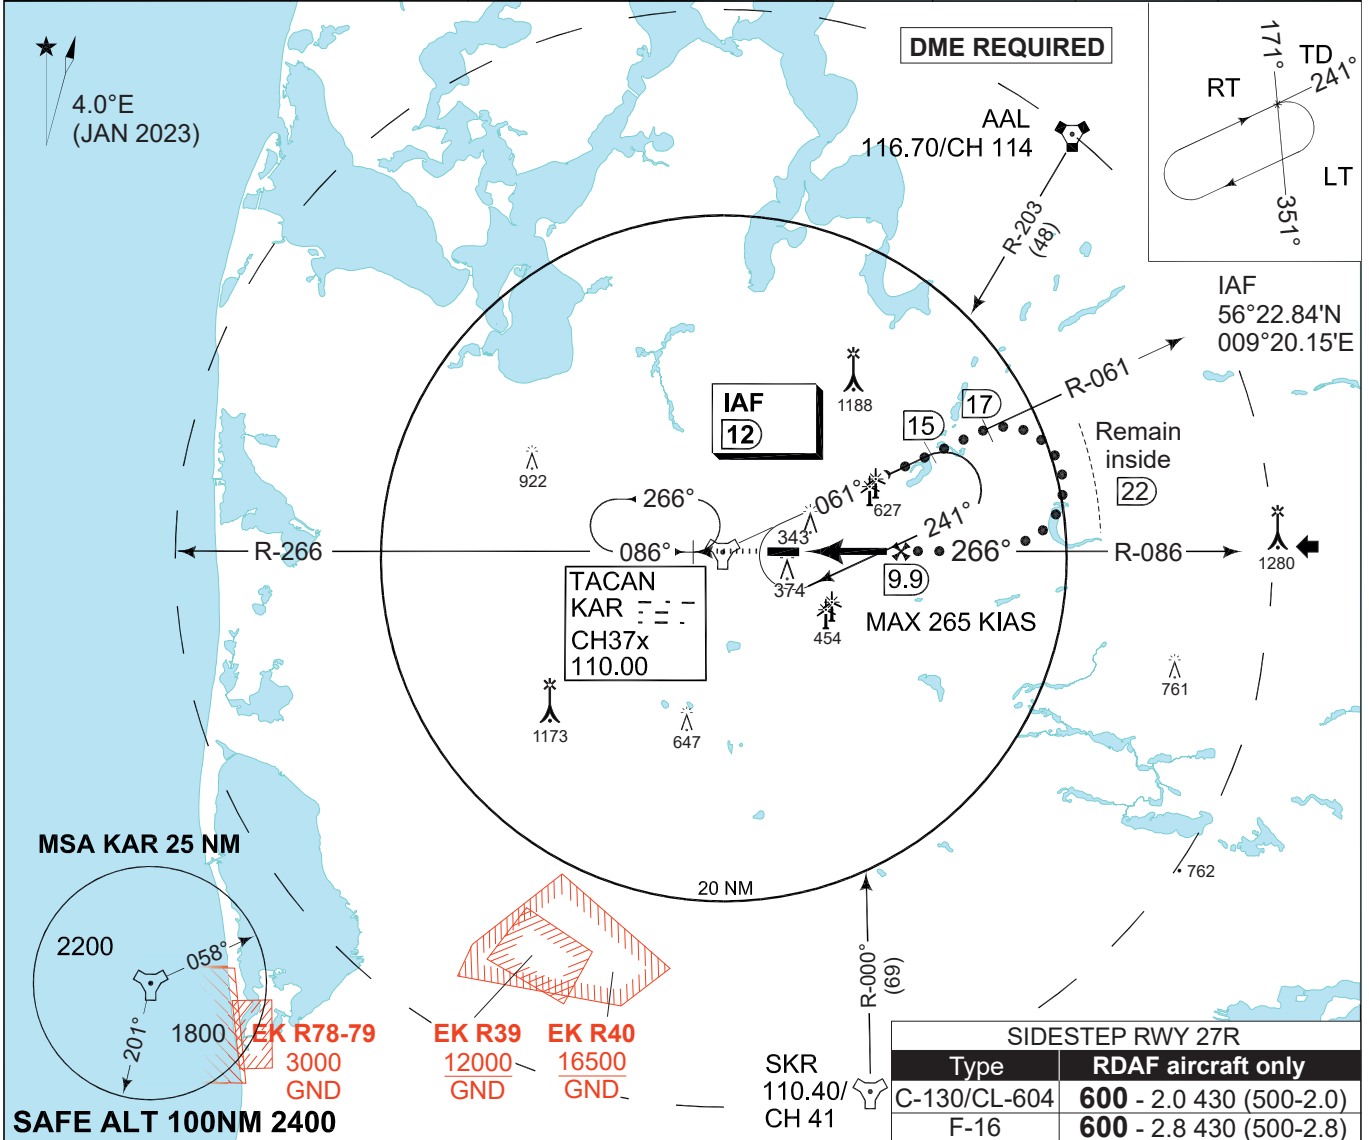 DME REQUIRED
4.0°E
(JAN 2023)
AAL
116.70/CH 114
R-203
(48)
171°
TD
241°
RT
LT
351°
IAF
56°22.84'N
009°20.15'E
R-061
IAF
12
1188
17
15
Remain
inside
22
922
266°
061°
627
343
241°
R-266
086°
266°
R-086
1280
374
9.9
TACAN
KAR
CH37x
110.00
454
MAX 265 KIAS
761
1173
647
762
MSA KAR 25 NM
2200
058°
201°
1800
20 NM
EK R78-79
3000
GND
EK R39
12000
GND
EK R40
16500
GND
R-000°
(69)
SKR
110.40/
CH 41
SAFE ALT 100NM 2400
SIDESTEP RWY 27R
Type RDAF aircraft only
C-130/CL-604 600 - 2.0 430 (500-2.0)
F-16 600 - 2.8 430 (500-2.8)